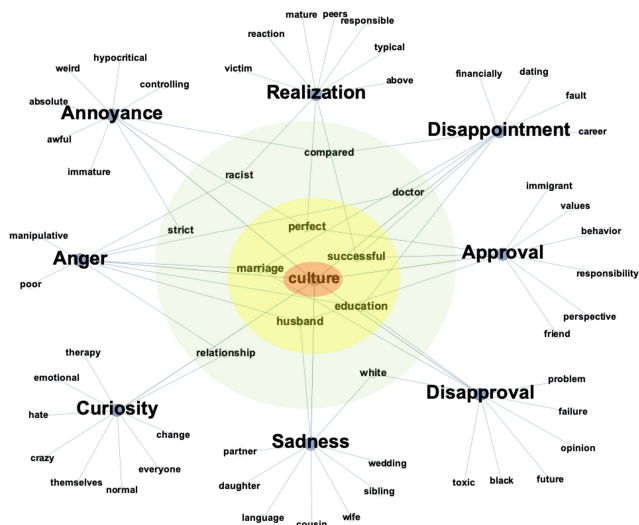 mature peers
reaction
responsible
hypocritical
victim
typical
weird
financially
dating
controlling
above
Realization
fault
absolute
Annoyance
Disappointment
career
awful
compared
immature
racist
doctor
immigrant
values
strict
perfect
behavior
manipulative
Anger
marriage
successful
Approval
responsibility
poor
culture
education
husband
perspective
friend
therapy
relationship
emotional
white
problem
hate
Curiosity
Disapproval
failure
change
Sadness
opinion
crazy
everyone
partner
wedding
themselves
normal
daughter
sibling
toxic
black
future
language
wife
cousin